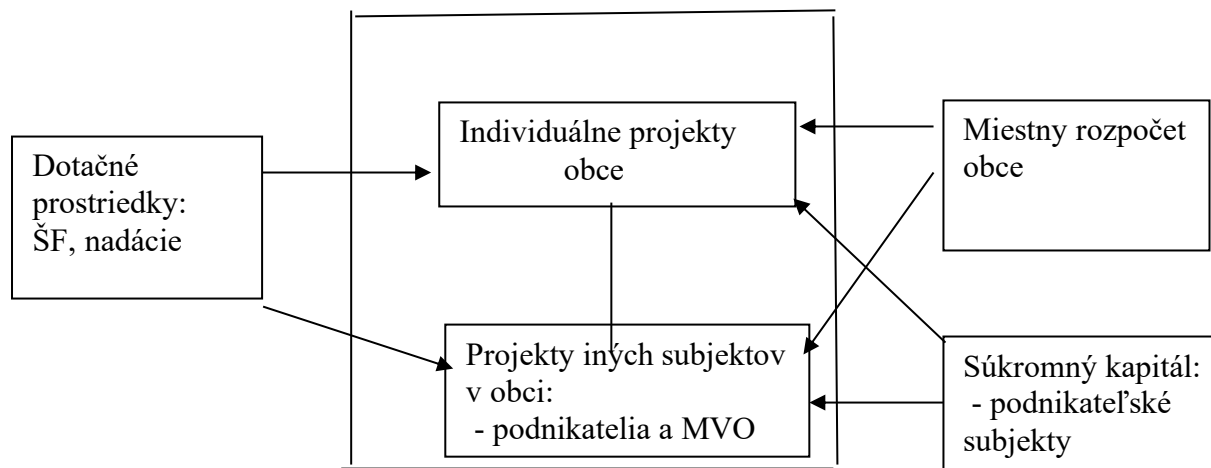 Dotačné
prostriedky:
ŠF, nadácie
Individuálne projekty
obce
Projekty iných subjektov
v obci:
- podnikatelia a MVO
Miestny rozpočet
obce
Súkromný kapitál:
- podnikateľské
subjekty